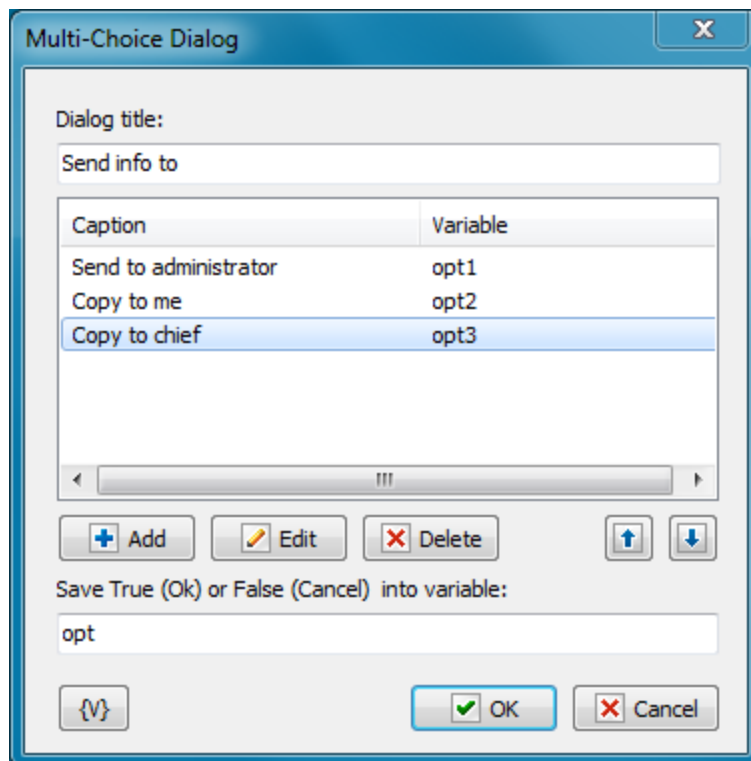 Multi-Choice Dialog
Dialog title:
Send info to
Caption Variable
Send to administrator opt1
Copy to me opt2
Copy to chief opt3
Add Edit Delete
Save True (Ok) or False (Cancel) into variable:
opt
{V} OK Cancel